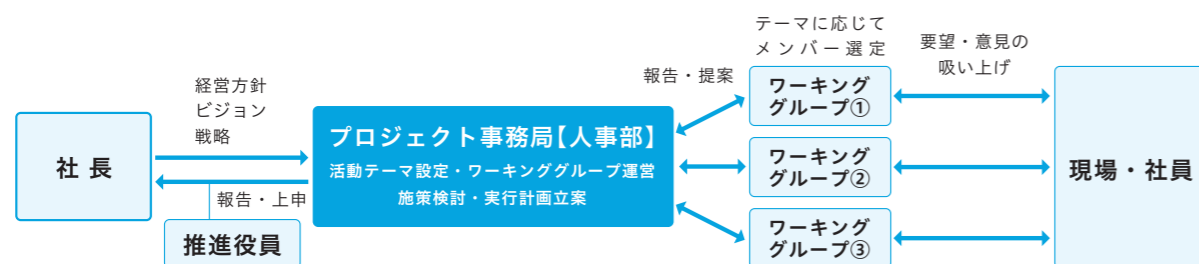 社長
経営方針
ビジョン
戦略
報告・上申
推進役員
プロジェクト事務局【人事部】
活動テーマ設定・ワーキンググループ運営
施策検討・実行計画立案
報告・提案
テーマに応じて
メンバー選定
ワーキング
グループ①
ワーキング
グループ②
ワーキング
グループ③
要望・意見の
吸い上げ
現場・社員